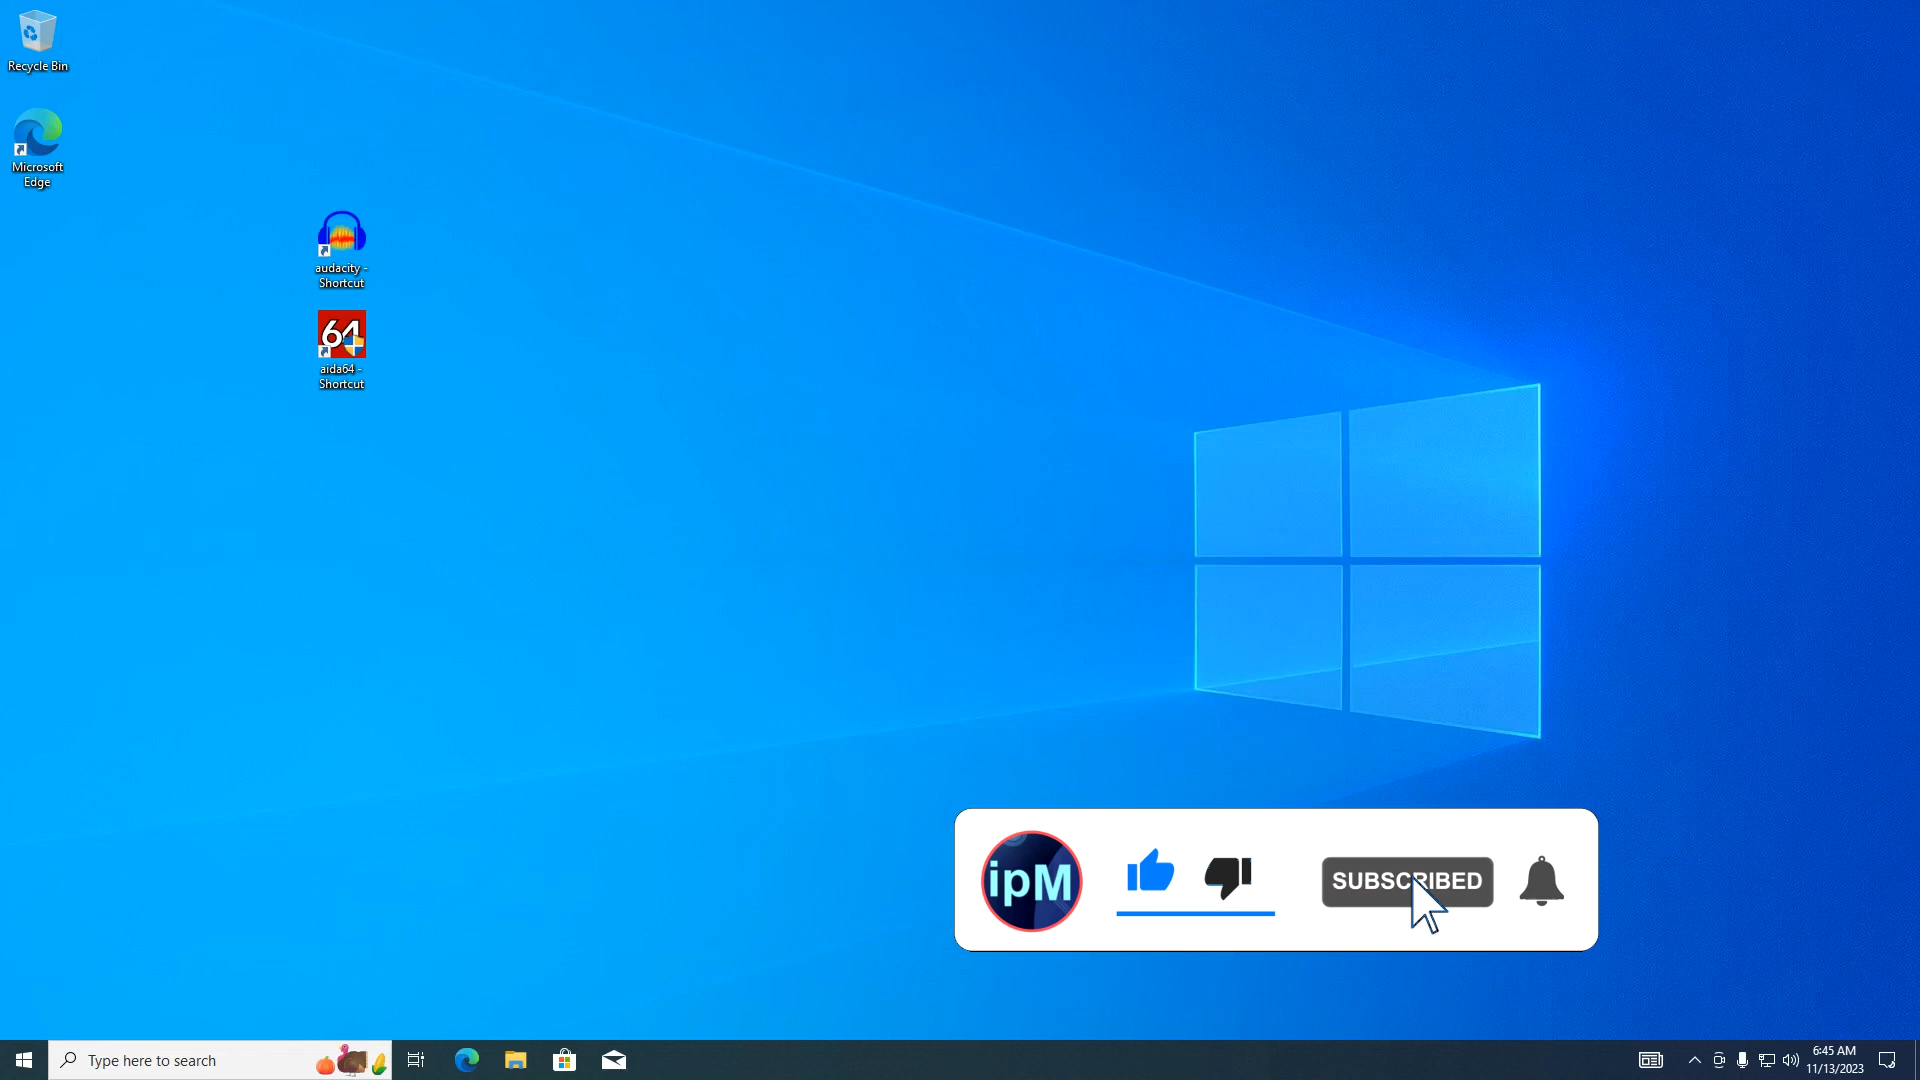 Recycle Bin
Microsoft
Edge
audacity -
Shortcut
64
aida64 -
Shortcut
ipM
SUBSCRIBED
Type here to search
6:45 AM
11/13/2023